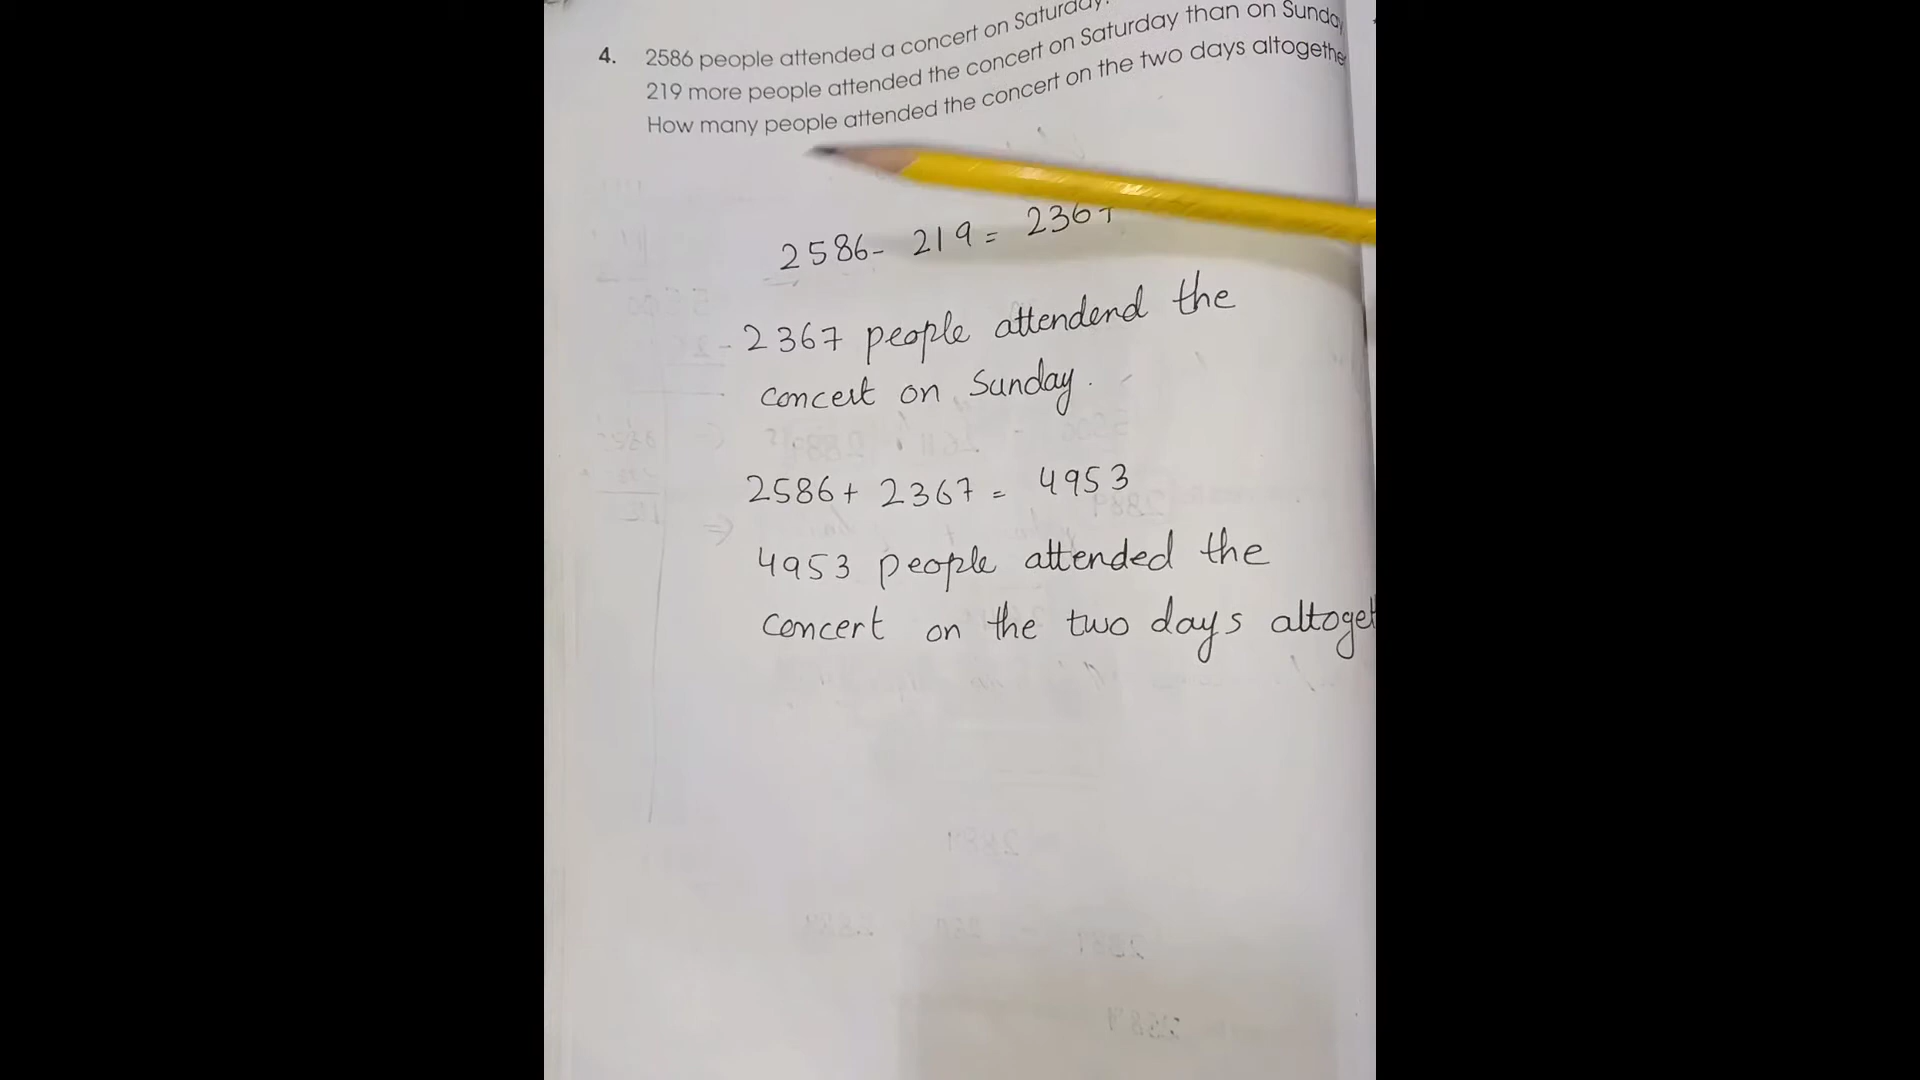 4. 2586 people attended a concert on Saturday.
219 more people attended the concert on Saturday than on Sunday
How many people attended the concert on the two days altogethe
2586 - 219 = 2367
2367 people attendend the
concert on Sunday.
2586 + 2367 = 4953
4953 people attended the
concert on the two days altoget